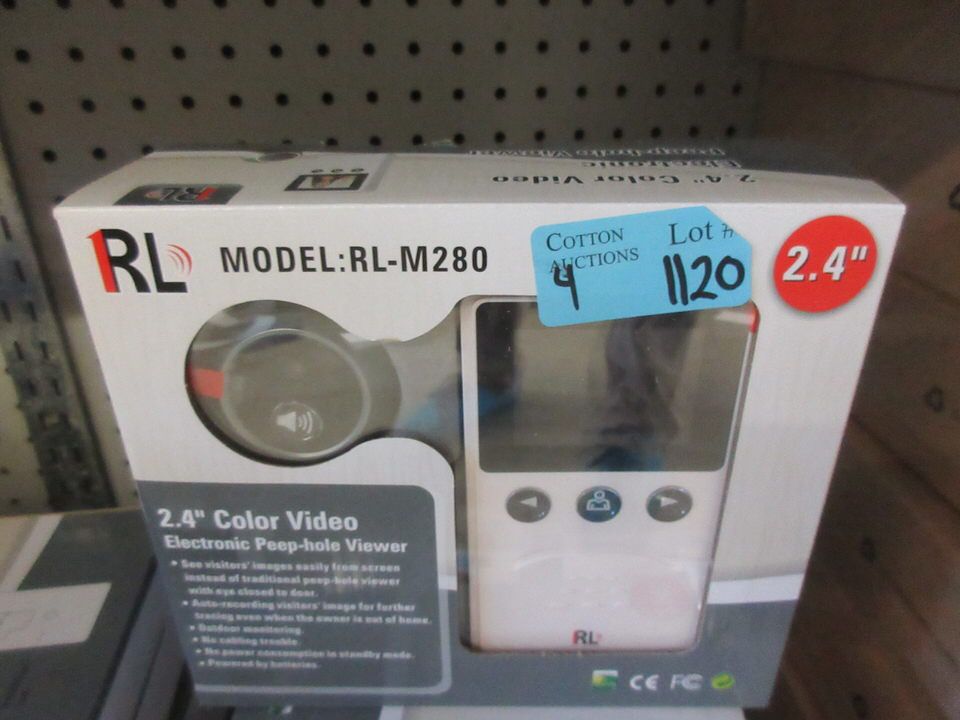 2.4" Color Video
Electronic
Peep-hole Viewer
RL
RL
MODEL:RL-M280
COTTON
AUCTIONS
Lot #
4
1120
2.4"
2.4" Color Video
Electronic Peep-hole Viewer
• See visitors' images easily from screen
instead of traditional peep-hole viewer
with eye closed to door.
• Auto-recording visitors' image for further
tracing even when the owner is out of home.
• Outdoor monitoring.
• No cabling trouble.
• No power consumption in standby mode.
• Powered by batteries.
RL
CE FC